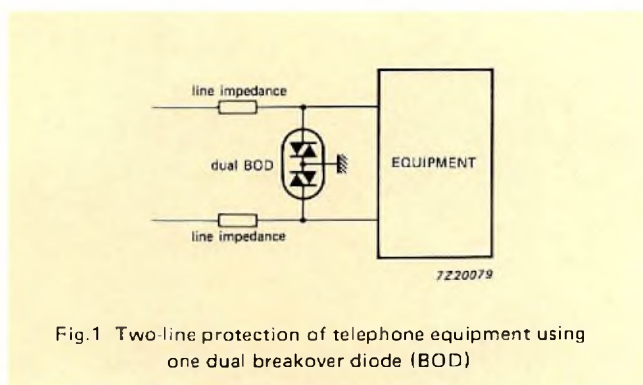 line impedance
dual BOD
EQUIPMENT
line impedance
7Z20079
Fig.1 Two-line protection of telephone equipment using
one dual breakover diode (BOD)